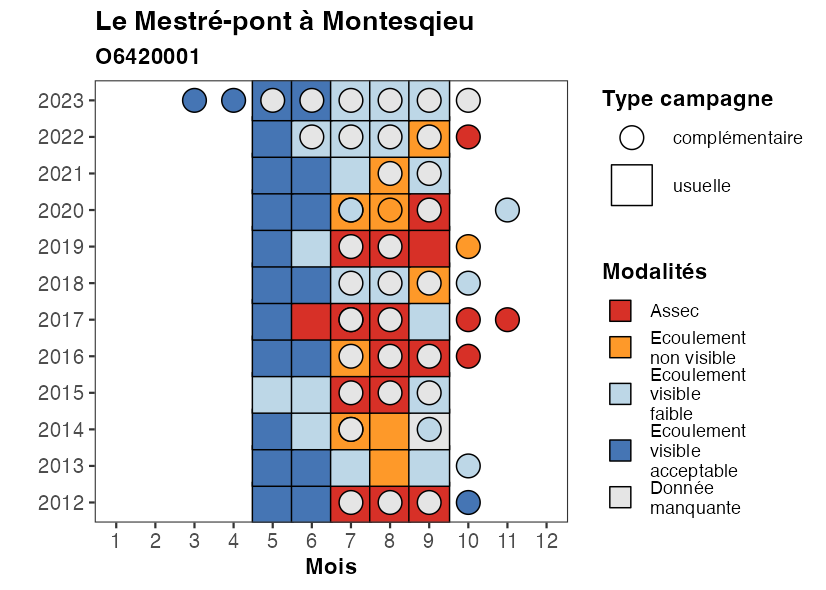 Le Mestré-pont à Montesqieu
O6420001
2023
2022
2021
2020
2019
2018
2017
2016
2015
2014
2013
2012
1 2 3 4 5 6 7 8 9 10 11 12
Mois
Type campagne
complémentaire
usuelle
Modalités
Assec
Ecoulement
non visible
Ecoulement
visible
faible
Ecoulement
visible
acceptable
Donnée
manquante